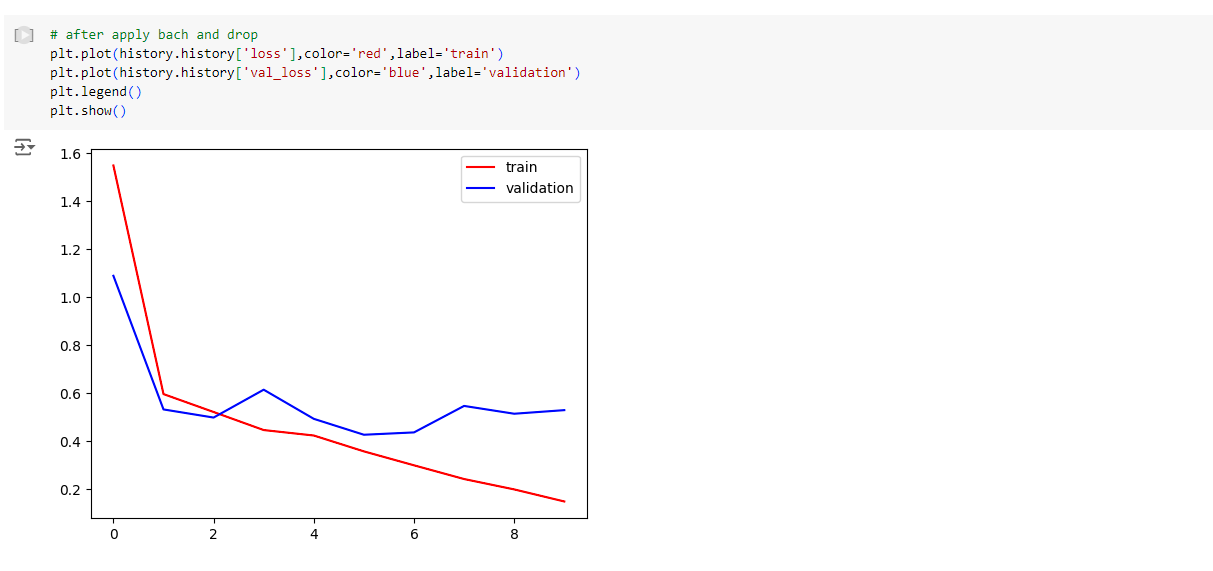 # after apply bach and drop
plt.plot(history.history['loss'],color='red',label='train')
plt.plot(history.history['val_loss'],color='blue',label='validation')
plt.legend()
plt.show()
1.6
train
validation
1.4
1.2
1.0
0.8
0.6
0.4
0.2
0 2 4 6 8